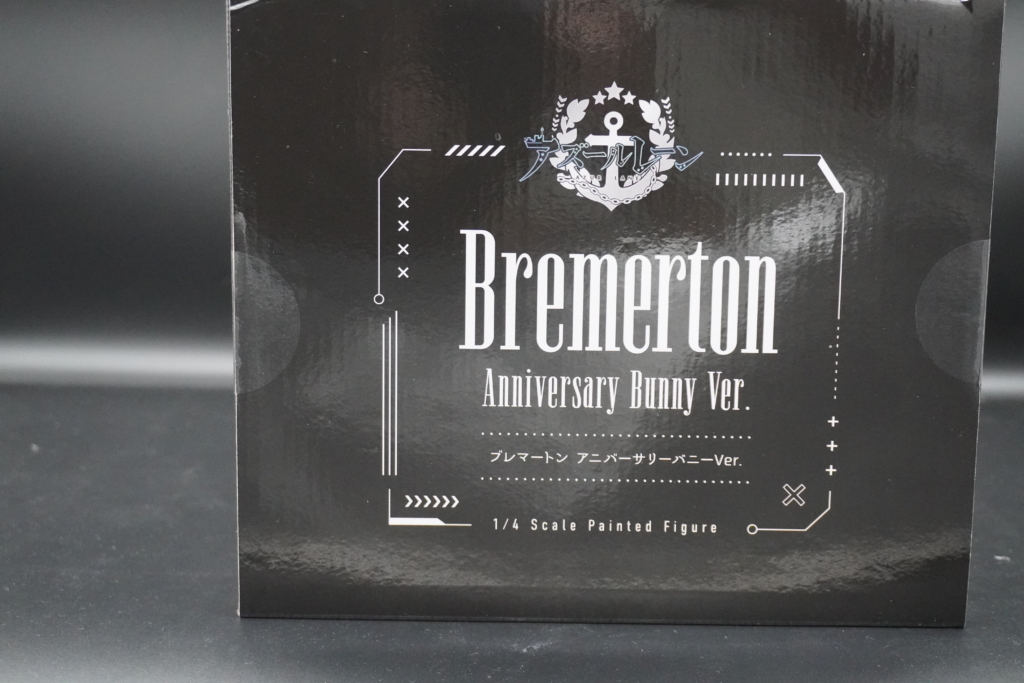 アズールレーン
Bremerton
Anniversary Bunny Ver.
ブレマートン アニバーサリーバニーVer.
1/4 Scale Painted Figure